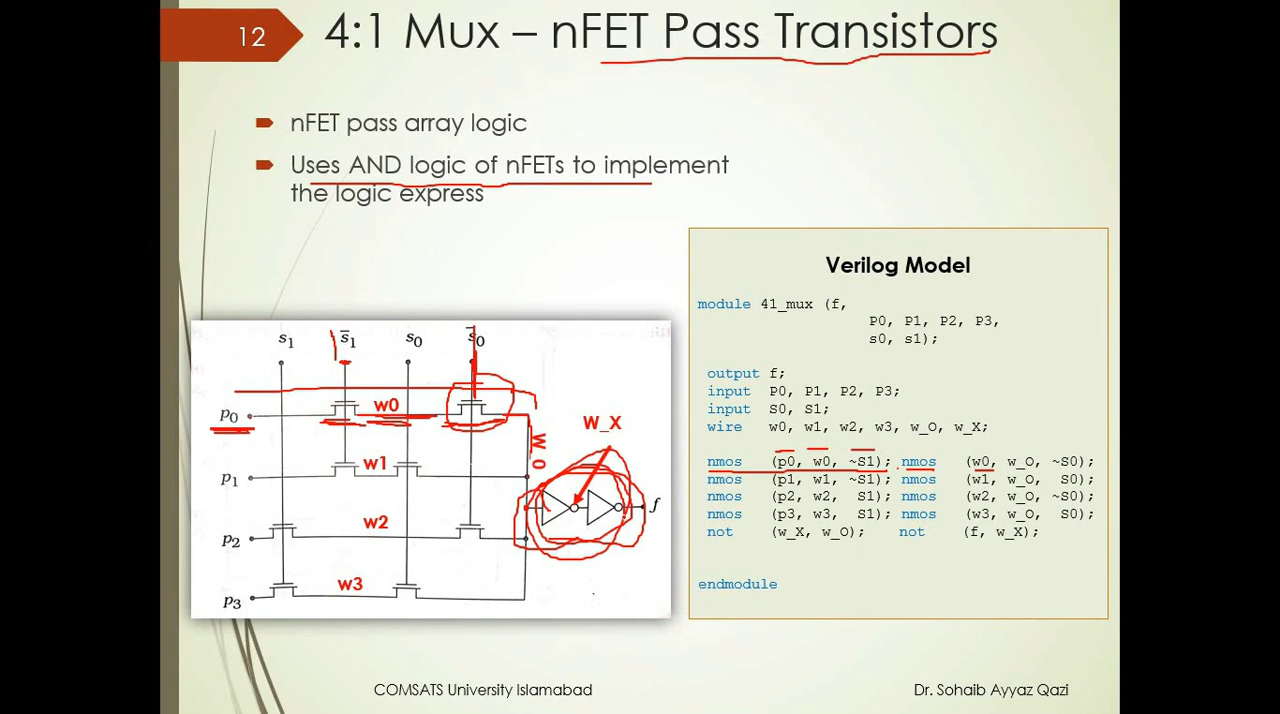 12
4:1 Mux – nFET Pass Transistors
nFET pass array logic
Uses AND logic of nFETs to implement
the logic express
Verilog Model
module 41_mux (f,
P0, P1, P2, P3,
s0, s1);
output f;
input P0, P1, P2, P3;
input S0, S1;
wire w0, w1, w2, w3, w_O, w_X;
nmos (p0, w0, ~S1); nmos (w0, w_O, ~S0);
nmos (p1, w1, ~S1); nmos (w1, w_O, S0);
nmos (p2, w2, S1); nmos (w2, w_O, ~S0);
nmos (p3, w3, S1); nmos (w3, w_O, S0);
not (w_X, w_O); not (f, w_X);
endmodule
s1 s̅1 s0 s̅0
p0 w0
W_X
W_O
p1 w1
f
p2 w2
p3 w3
COMSATS University Islamabad
Dr. Sohaib Ayyaz Qazi